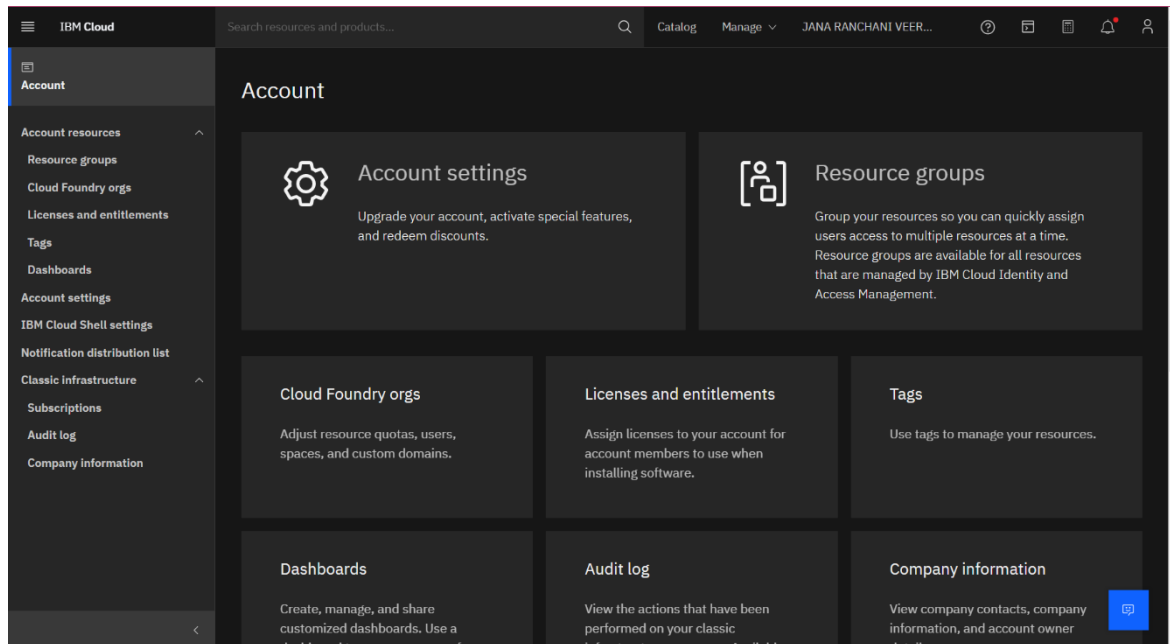 IBM Cloud
Search resources and products...
Catalog
Manage
JANA RANCHANI VEER...
Account
Account resources
Resource groups
Cloud Foundry orgs
Licenses and entitlements
Tags
Dashboards
Account settings
IBM Cloud Shell settings
Notification distribution list
Classic infrastructure
Subscriptions
Audit log
Company information
Account
Account settings
Upgrade your account, activate special features,
and redeem discounts.
Resource groups
Group your resources so you can quickly assign
users access to multiple resources at a time.
Resource groups are available for all resources
that are managed by IBM Cloud Identity and
Access Management.
Cloud Foundry orgs
Adjust resource quotas, users,
spaces, and custom domains.
Licenses and entitlements
Assign licenses to your account for
account members to use when
installing software.
Tags
Use tags to manage your resources.
Dashboards
Create, manage, and share
customized dashboards. Use a
Audit log
View the actions that have been
performed on your classic
Company information
View company contacts, company
information, and account owner